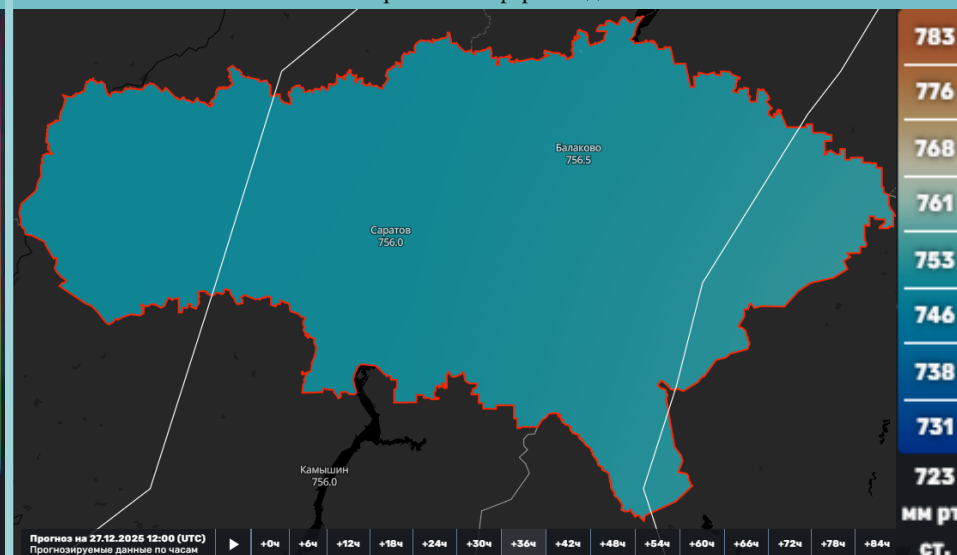 Балаково
756.5
Саратов
756.0
Камышин
756.0
783
776
768
761
753
746
738
731
723
мм рт
ст.
Прогноз на 27.12.2025 12:00 (UTC)
Прогнозируемые данные по часам
+0ч +6ч +12ч +18ч +24ч +30ч +36ч +42ч +48ч +54ч +60ч +66ч +72ч +78ч +84ч